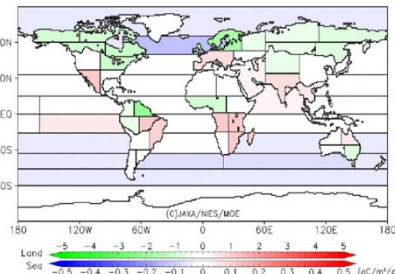 0N
0N
EQ
0S
0S
(C)JAXA/NIES/MOE
180 120W 60W 0 60E 120E 180
Land -5 -4 -3 -2 -1 0 1 2 3 4 5
Sea -0.5 -0.4 -0.3 -0.2 -0.1 0 0.1 0.2 0.3 0.4 0.5